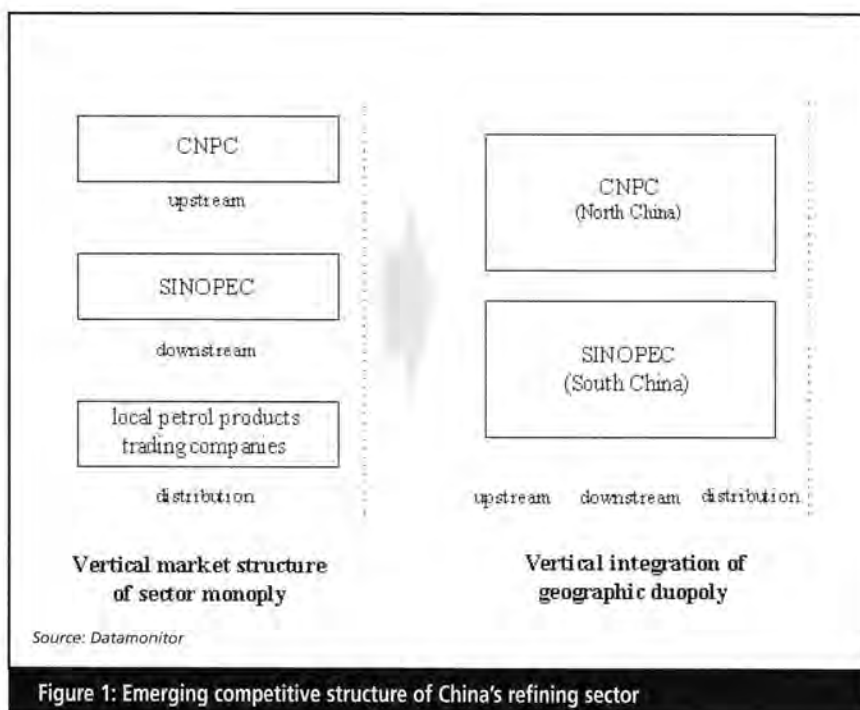 CNPC
upstream
SINOPEC
downstream
local petrol products
trading companies
distribution
Vertical market structure
of sector monoply
CNPC
(North China)
SINOPEC
(South China)
upstream downstream distribution
Vertical integration of
geographic duopoly
Source: Datamonitor
Figure 1: Emerging competitive structure of China's refining sector